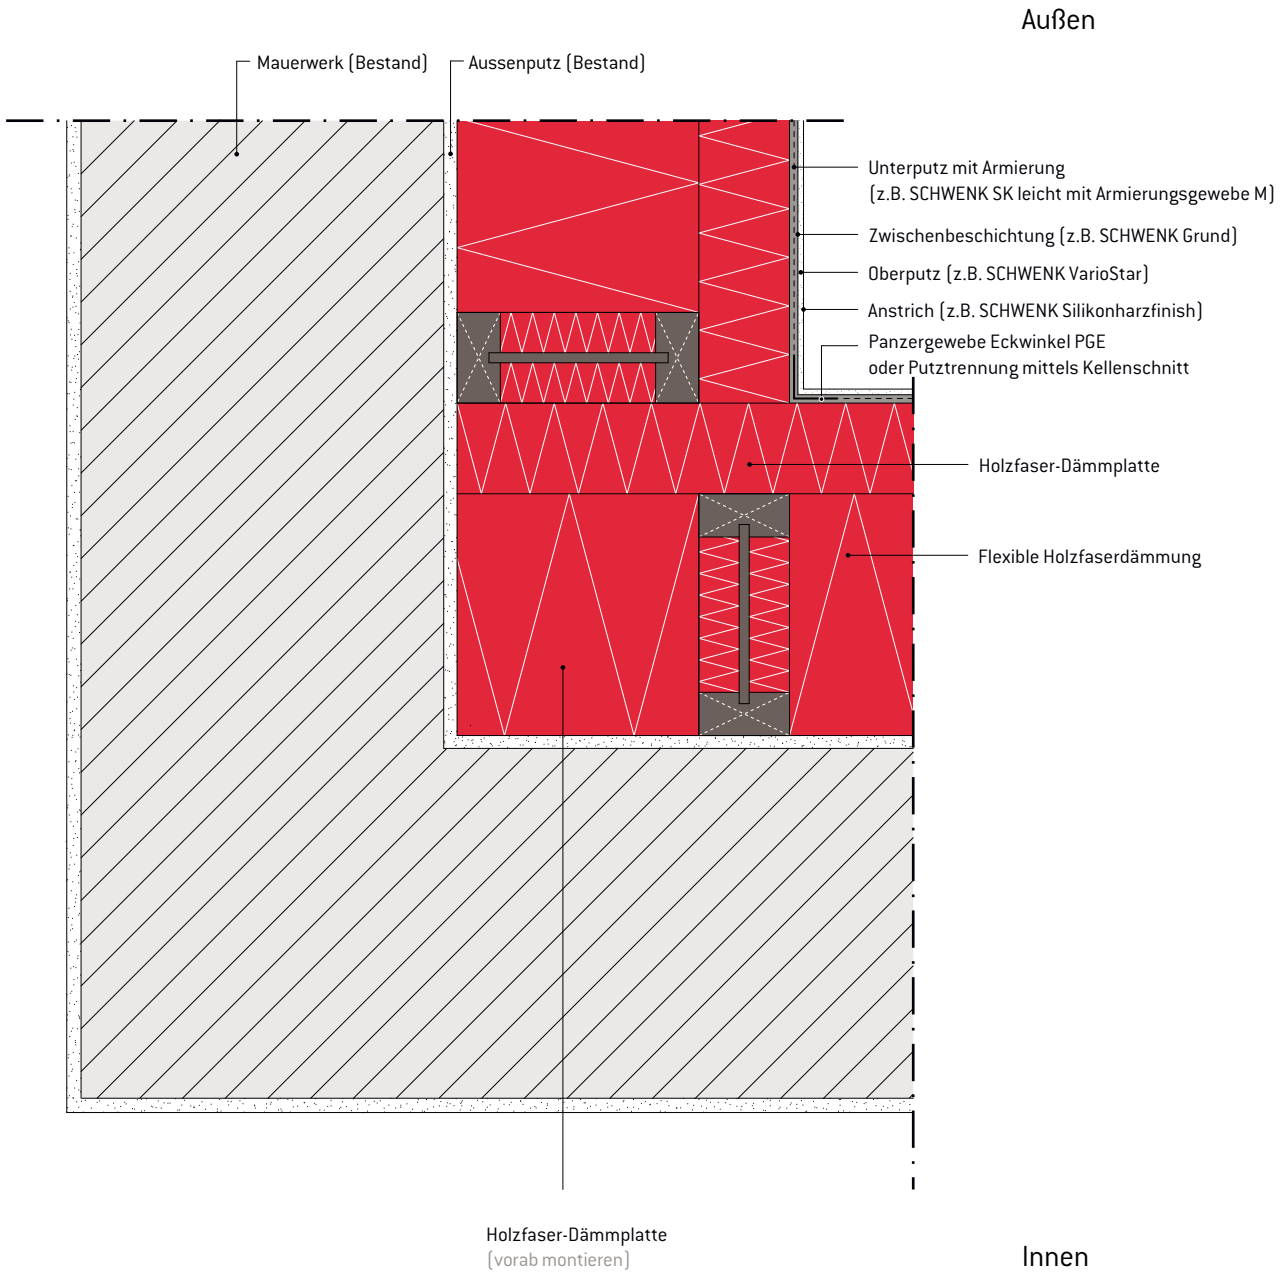 Außen
Mauerwerk (Bestand)
Aussenputz (Bestand)
Unterputz mit Armierung
(z.B. SCHWENK SK leicht mit Armierungsgewebe M)
Zwischenbeschichtung (z.B. SCHWENK Grund)
Oberputz (z.B. SCHWENK VarioStar)
Anstrich (z.B. SCHWENK Silikonharzfinish)
Panzergewebe Eckwinkel PGE
oder Putztrennung mittels Kellenschnitt
Holzfaser-Dämmplatte
Flexible Holzfaserdämmung
Holzfaser-Dämmplatte
(vorab montieren)
Innen